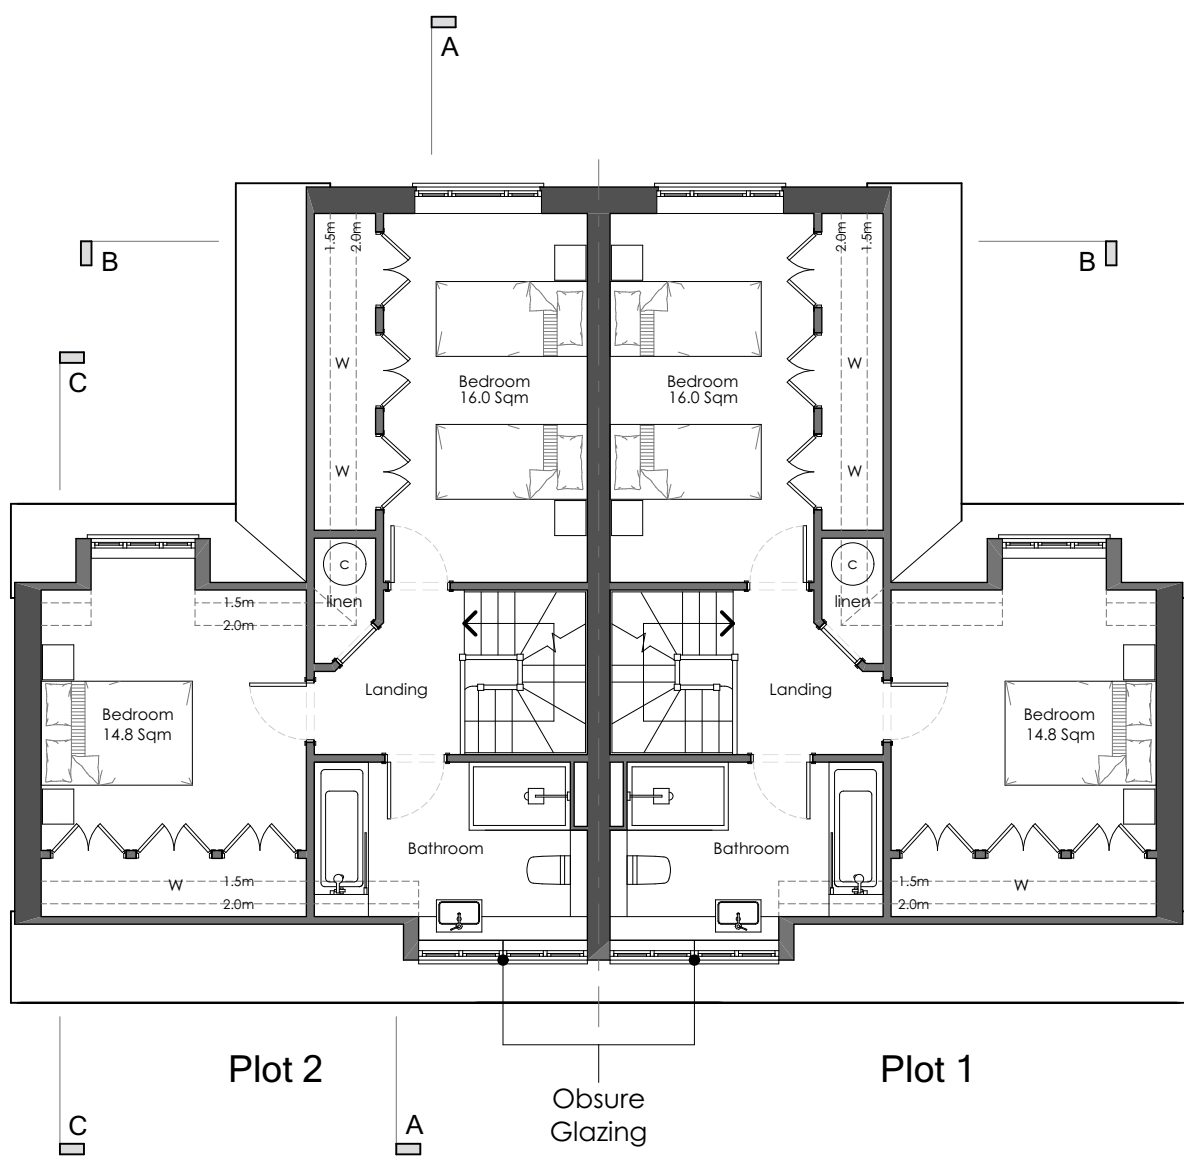 A
B
B
C
1.5m
2.0m
2.0m
1.5m
W
W
Bedroom
16.0 Sqm
Bedroom
16.0 Sqm
W
W
C
linen
C
linen
1.5m
2.0m
Landing
Landing
Bedroom
14.8 Sqm
Bedroom
14.8 Sqm
Bathroom
Bathroom
W
1.5m
2.0m
1.5m
2.0m
W
Plot 2
Plot 1
Obsure
Glazing
C
A